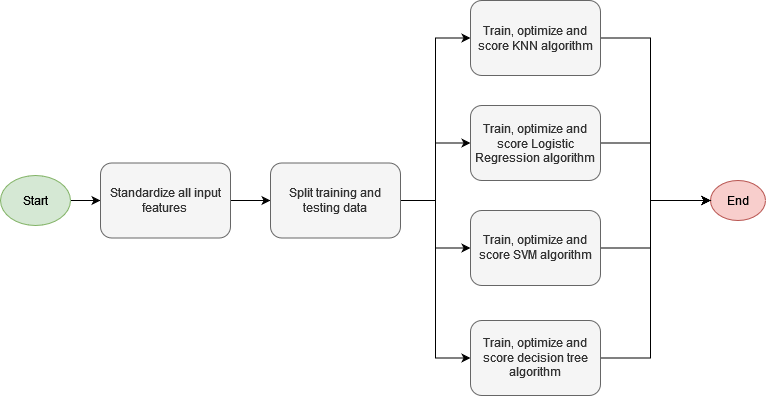 Start
Standardize all input
features
Split training and
testing data
Train, optimize and
score KNN algorithm
Train, optimize and
score Logistic
Regression algorithm
Train, optimize and
score SVM algorithm
Train, optimize and
score decision tree
algorithm
End